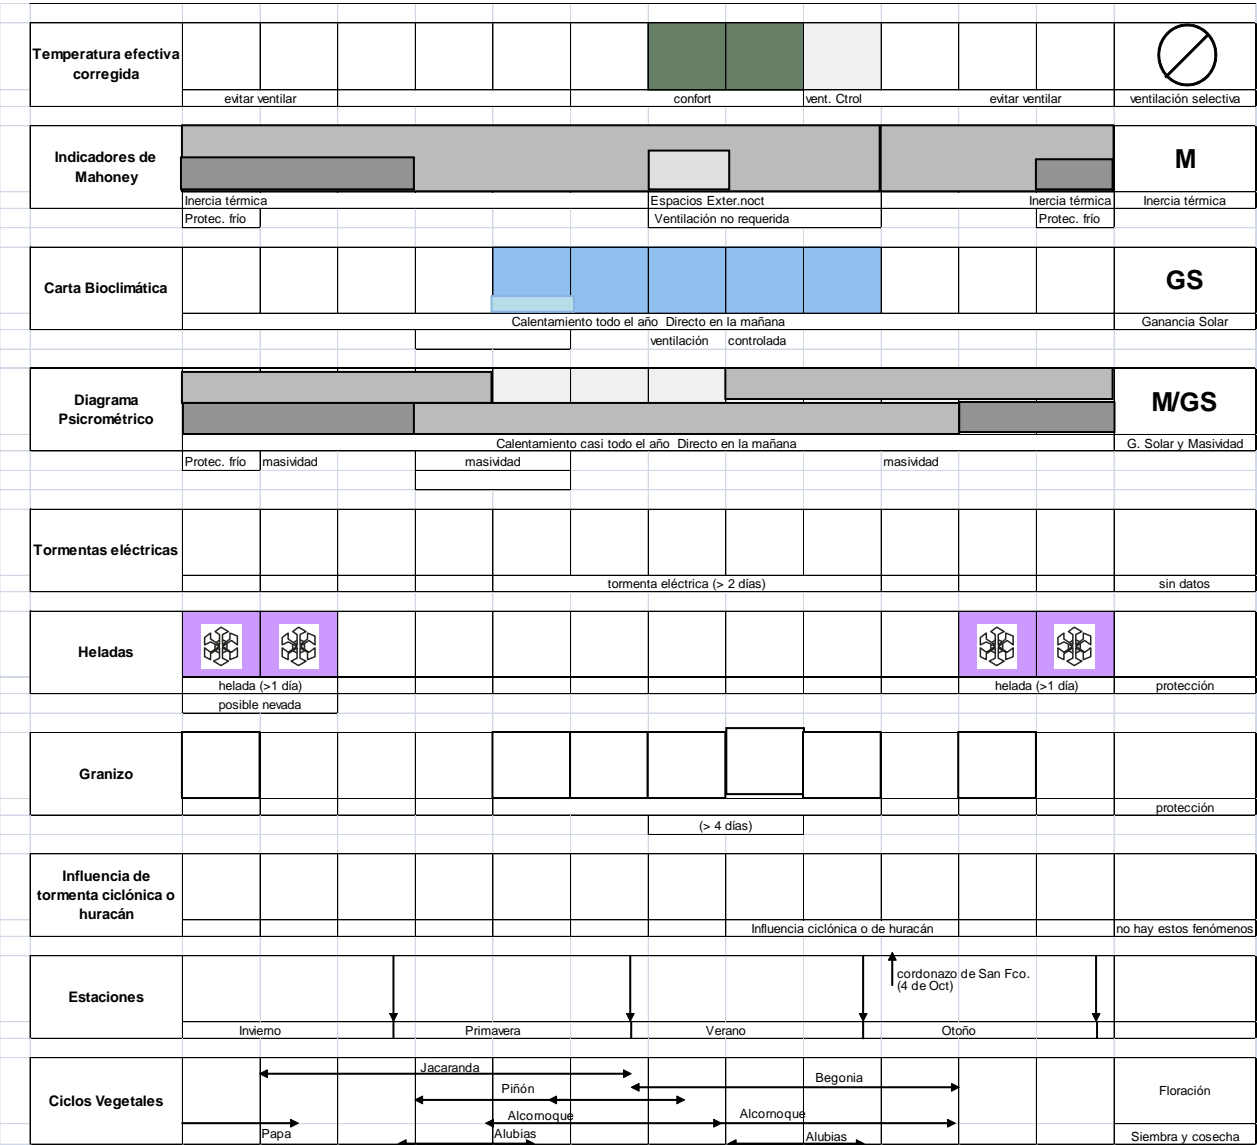 Temperatura efectiva
corregida
evitar ventilar
confort
vent. Ctrol
evitar ventilar
ventilación selectiva
Indicadores de
Mahoney
M
Inercia térmica
Espacios Exter.noct
Inercia térmica
Inercia térmica
Protec. frío
Ventilación no requerida
Protec. frío
Carta Bioclimática
GS
Calentamiento todo el año Directo en la mañana
Ganancia Solar
ventilación controlada
Diagrama
Psicrométrico
M/GS
Calentamiento casi todo el año Directo en la mañana
G. Solar y Masividad
Protec. frío
masividad
masividad
masividad
Tormentas eléctricas
tormenta eléctrica (> 2 días)
sin datos
Heladas
helada (>1 día)
helada (>1 día)
protección
posible nevada
Granizo
protección
(> 4 días)
Influencia de
tormenta ciclónica o
huracán
Influencia ciclónica o de huracán
no hay estos fenómenos
Estaciones
cordonazo de San Fco.
(4 de Oct)
Invierno
Primavera
Verano
Otoño
Ciclos Vegetales
Jacaranda
Begonia
Piñón
Floración
Alcornoque
Alcornoque
Papa
Alubias
Alubias
Siembra y cosecha